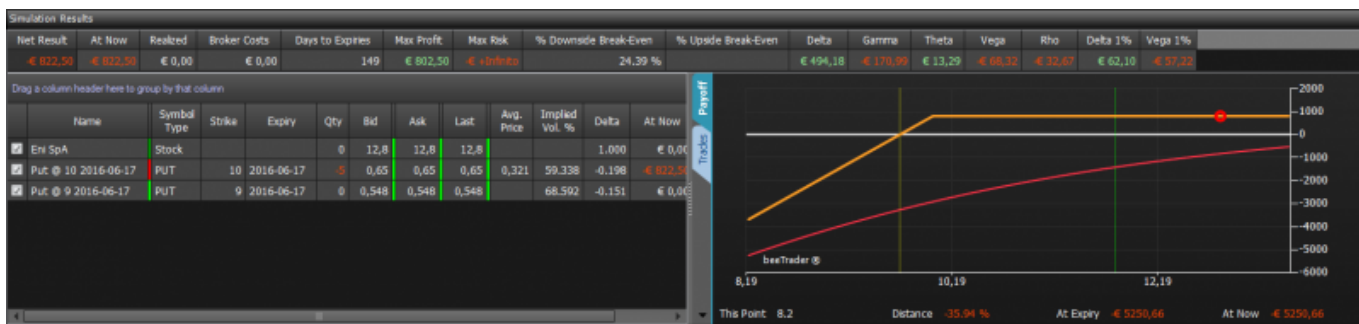 Simulation Results
Net Result At Now Realized Broker Costs Days to Expiries Max Profit Max Risk % Downside Break-Even % Upside Break-Even Delta Gamma Theta Vega Rho Delta 1% Vega 1%
-€ 822,50 -€ 822,50 € 0,00 € 0,00 149 € 802,50 -€ +Infinito 24.39 % € 494,18 -€ 170,99 € 13,29 -€ 68,32 -€ 32,67 € 62,10 -€ 57,22
Drag a column header here to group by that column
Name Symbol Type Strike Expiry Qty Bid Ask Last Avg. Price Implied Vol. % Delta At Now
Eni SpA Stock 0 12,8 12,8 12,8 1.000 € 0,00
Put @ 10 2016-06-17 PUT 10 2016-06-17 -5 0,65 0,65 0,65 0,321 59.338 -0.198 -€ 822,5
Put @ 9 2016-06-17 PUT 9 2016-06-17 0 0,548 0,548 0,548 68.592 -0.151 € 0,0
Payoff
Trades
2000
1000
0
-1000
-2000
-3000
-4000
-5000
-6000
beeTrader ®
8,19 10,19 12,19
This Point 8.2 Distance -35.94 % At Expiry -€ 5250,66 At Now -€ 5250,66